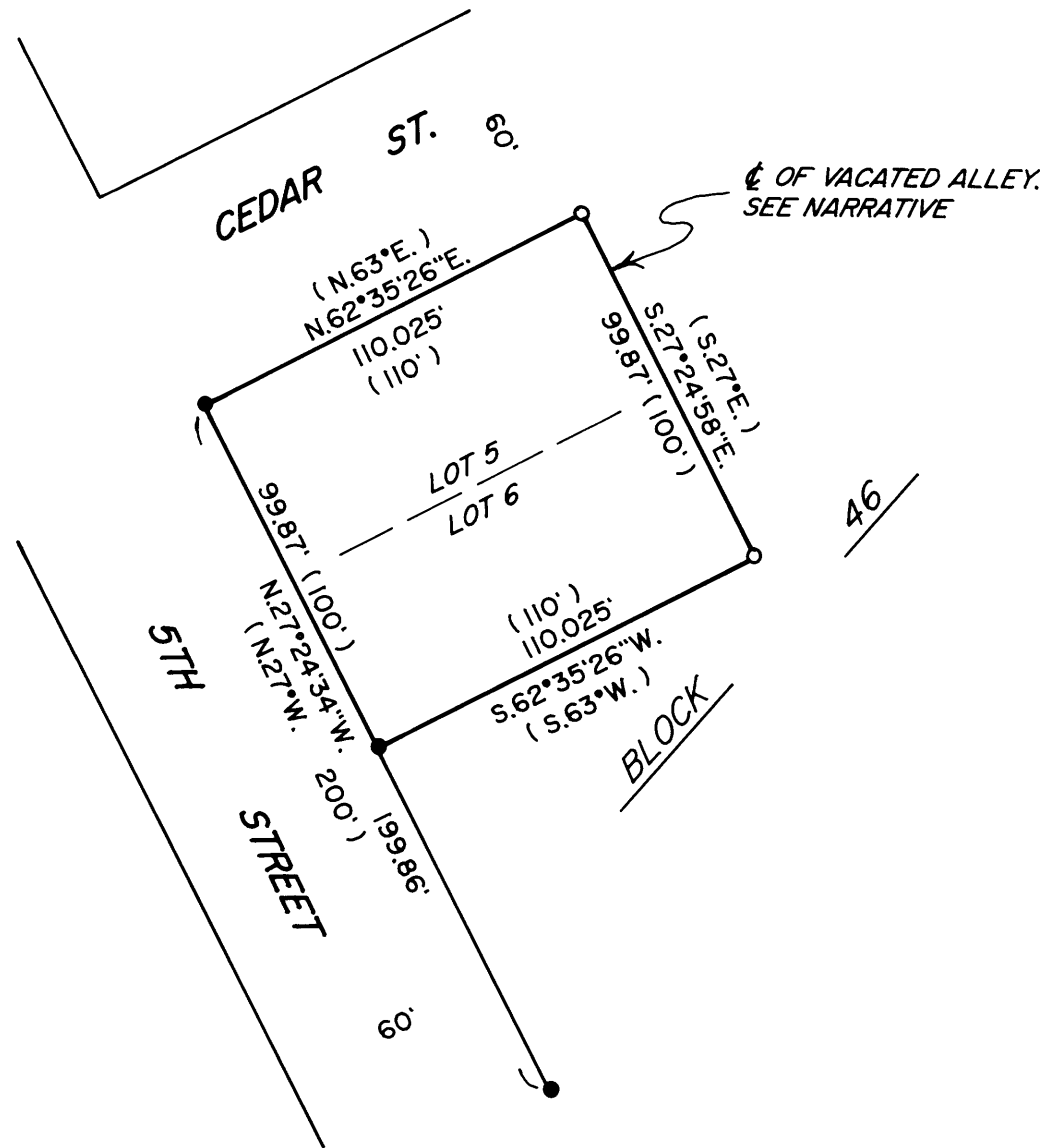 CEDAR ST.
60'
℄ OF VACATED ALLEY.
SEE NARRATIVE
( N.63°E. )
N.62°35'26"E.
110.025'
( 110' )
( S.27°E. )
S.27°24'58"E.
99.87' ( 100' )
LOT 5
LOT 6
99.87' ( 100' )
N.27°24'34"W.
( N.27°W. 200' )
199.86'
( 110' )
110.025'
S.62°35'26"W.
( S.63°W. )
BLOCK 46
5TH STREET
60'